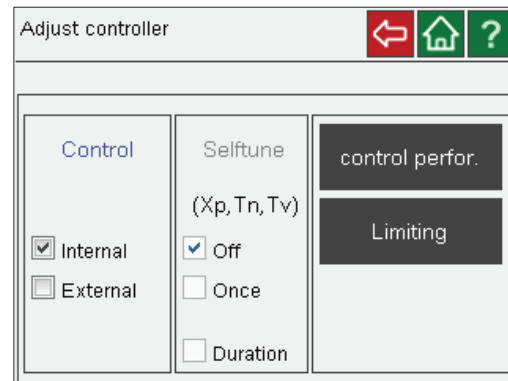 Adjust controller
?
Control
Internal
External
Selftune
(Xp,Tn,Tv)
Off
Once
Duration
control perfor.
Limiting